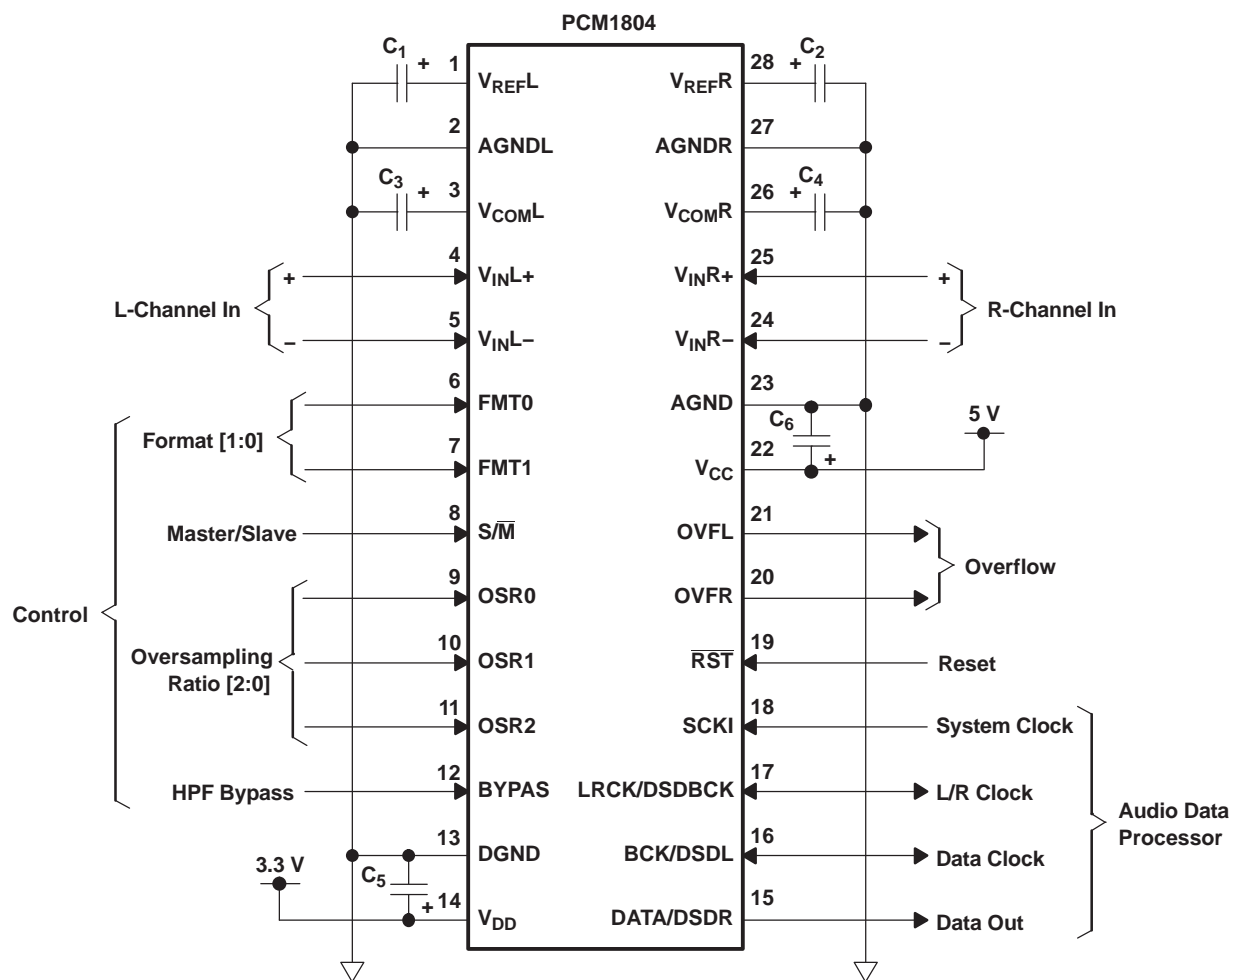 PCM1804
C1 + 1 VREFL VREFR 28 + C2
2 AGNDL AGNDR 27
C3 + 3 VCOML VCOMR 26 + C4
L-Channel In
+ 4 VINL+ VINR+ 25 +
− 5 VINL− VINR− 24 −
R-Channel In
Control
Format [1:0]
6 FMT0 AGND 23
C6 +
5 V
7 FMT1 VCC 22
Master/Slave 8 S/M̅ OVFL 21
Overflow
9 OSR0 OVFR 20
Oversampling
Ratio [2:0]
10 OSR1 R̅S̅T̅ 19 Reset
11 OSR2 SCKI 18 System Clock
HPF Bypass 12 BYPAS LRCK/DSDBCK 17 L/R Clock
Audio Data
Processor
13 DGND BCK/DSDL 16 Data Clock
3.3 V
C5 +
14 VDD DATA/DSDR 15 Data Out